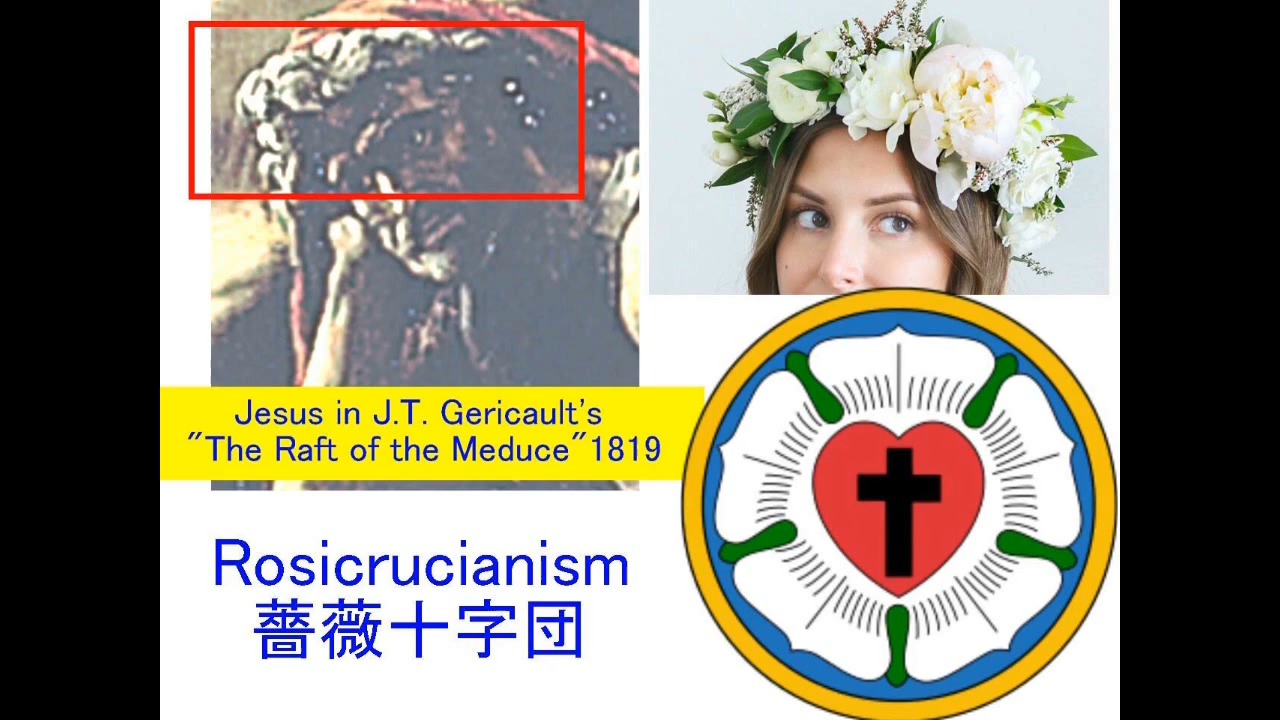 Jesus in J.T. Gericault's
"The Raft of the Meduce"1819
Rosicrucianism
薔薇十字団